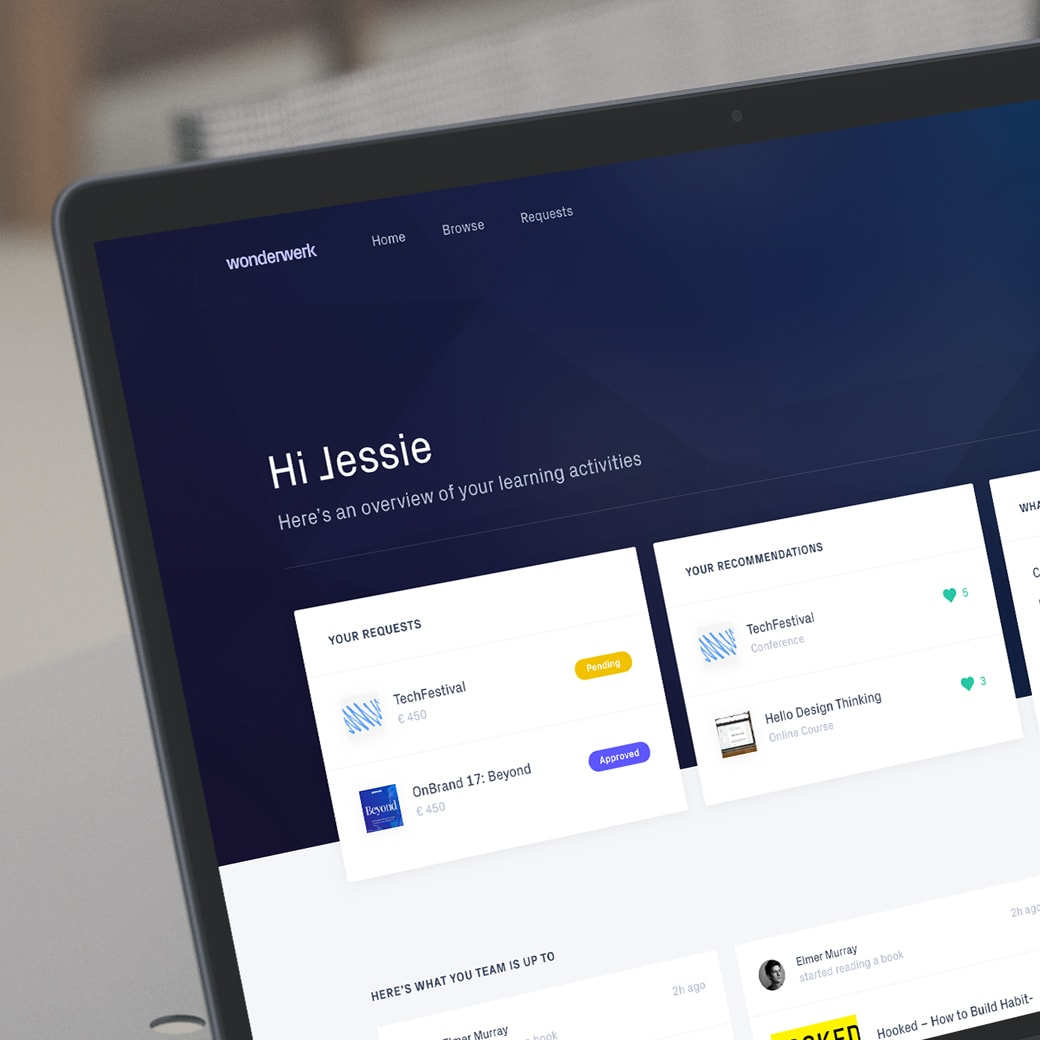 wonderwerk
Home
Browse
Requests
Hi Jessie
Here's an overview of your learning activities
YOUR REQUESTS
TechFestival
€ 450
Pending
OnBrand 17: Beyond
€ 450
Approved
Beyond
YOUR RECOMMENDATIONS
TechFestival
Conference
5
Hello Design Thinking
Online Course
3
HERE'S WHAT YOU TEAM IS UP TO
2h ago
Elmer Murray
book
2h ago
Elmer Murray
started reading a book
Hooked – How to Build Habit-